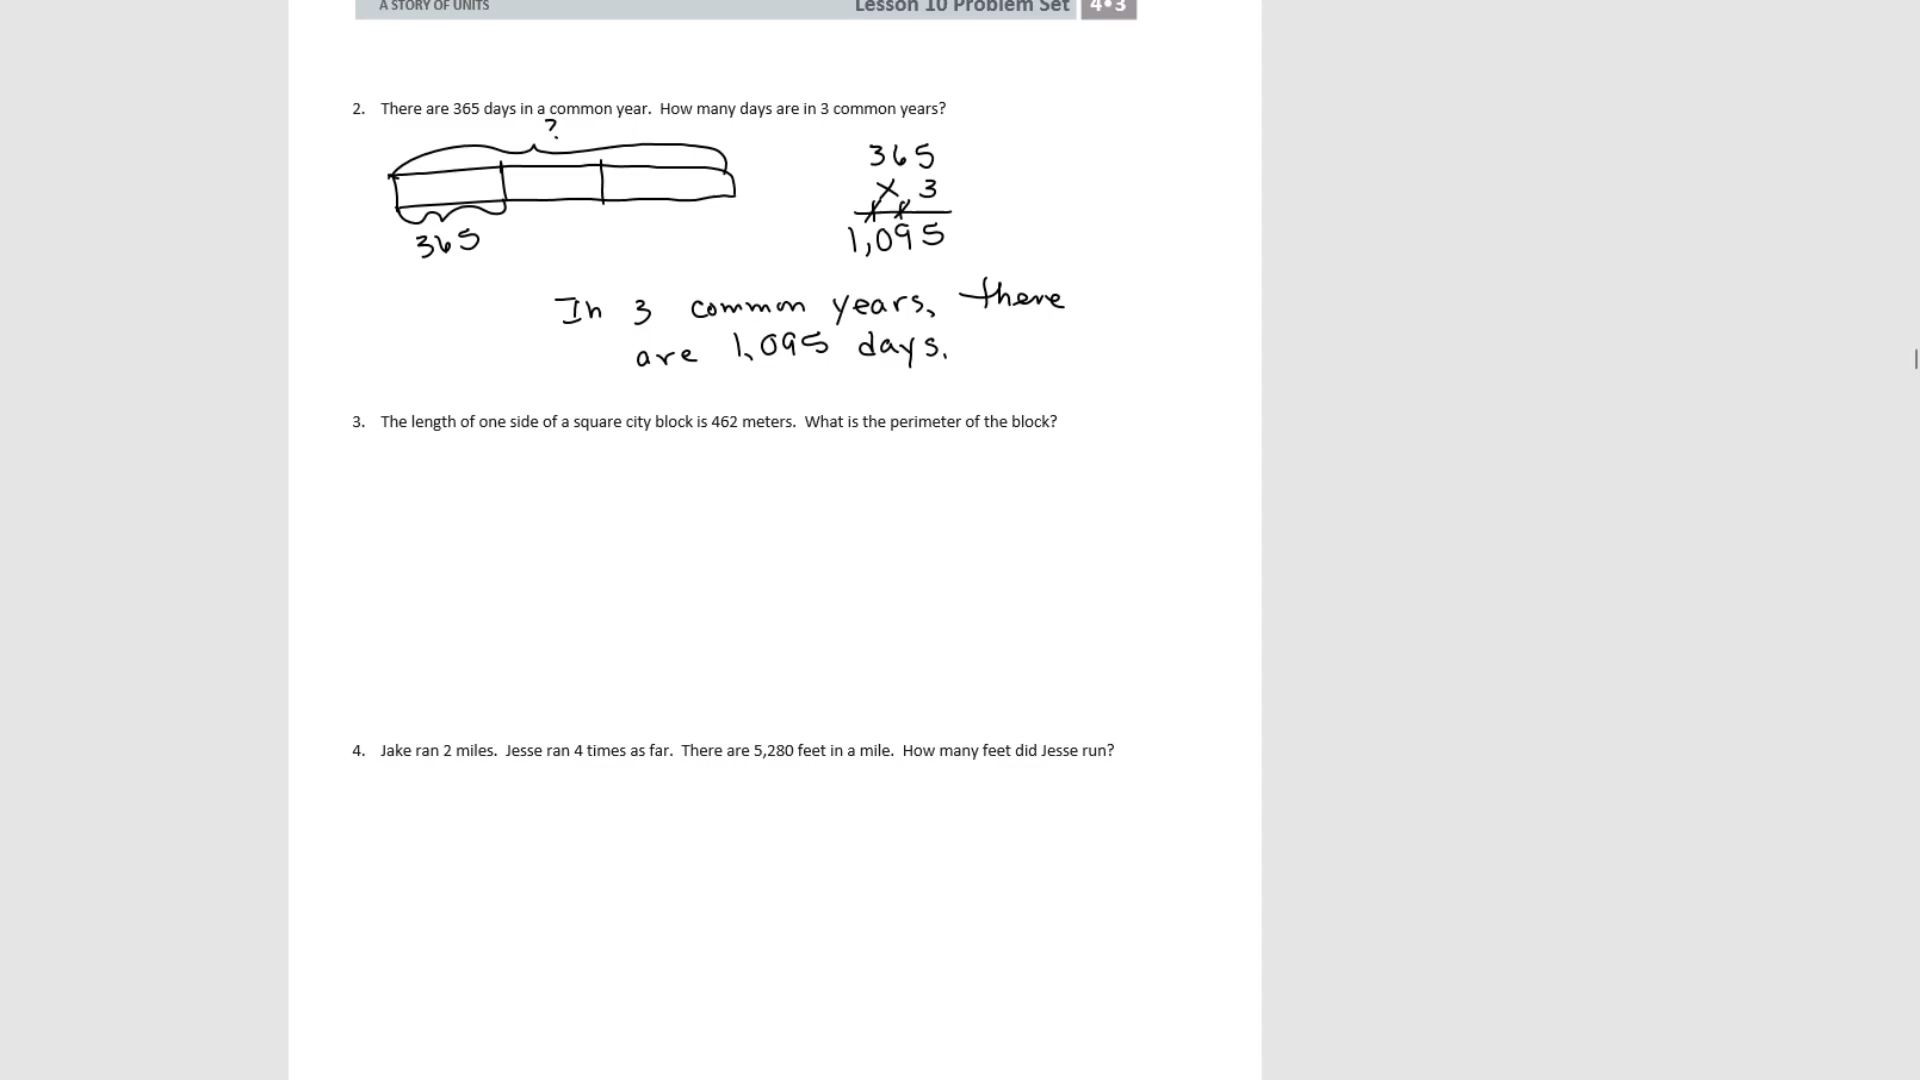 A STORY OF UNITS Lesson 10 Problem Set 4•3
2. There are 365 days in a common year. How many days are in 3 common years?
?
365
365
x 3
1,095
In 3 common years, there
are 1,095 days.
3. The length of one side of a square city block is 462 meters. What is the perimeter of the block?
4. Jake ran 2 miles. Jesse ran 4 times as far. There are 5,280 feet in a mile. How many feet did Jesse run?